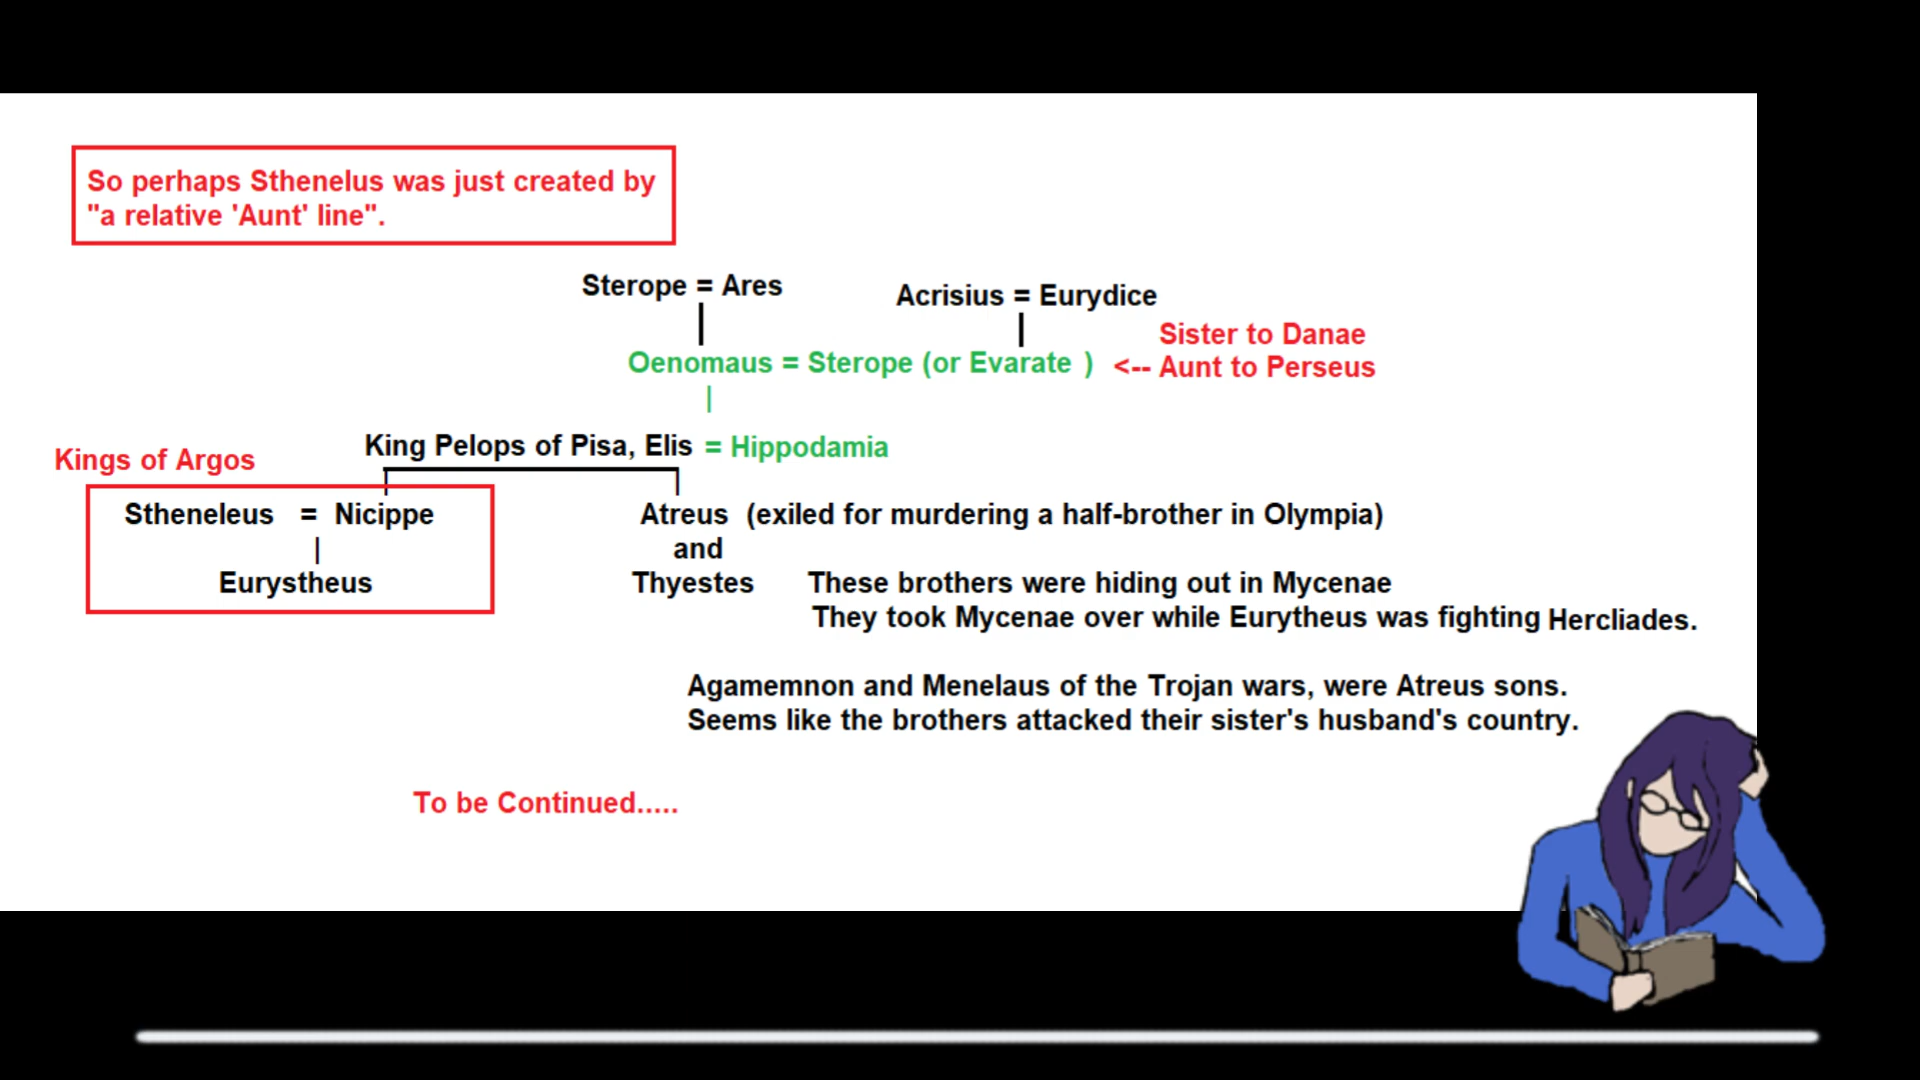 So perhaps Sthenelus was just created by
"a relative 'Aunt' line".
Sterope = Ares
Acrisius = Eurydice
Sister to Danae
Oenomaus = Sterope (or Evarate )
<-- Aunt to Perseus
King Pelops of Pisa, Elis = Hippodamia
Kings of Argos
Stheneleus = Nicippe
Eurystheus
Atreus (exiled for murdering a half-brother in Olympia)
and
Thyestes These brothers were hiding out in Mycenae
They took Mycenae over while Eurytheus was fighting Hercliades.
Agamemnon and Menelaus of the Trojan wars, were Atreus sons.
Seems like the brothers attacked their sister's husband's country.
To be Continued.....